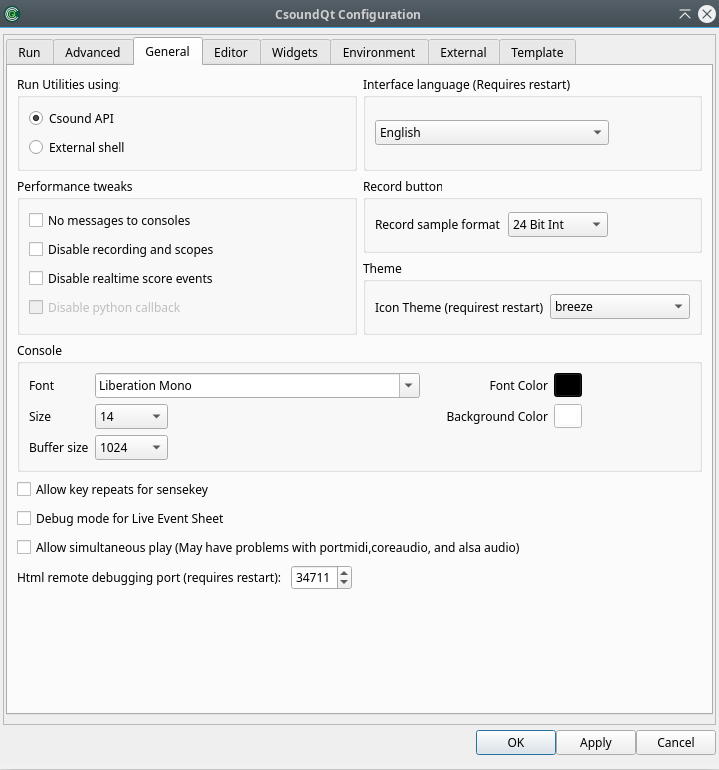 CsoundQt Configuration
Run
Advanced
General
Editor
Widgets
Environment
External
Template
Run Utilities using:
Csound API
External shell
Interface language (Requires restart)
English
Performance tweaks
No messages to consoles
Disable recording and scopes
Disable realtime score events
Disable python callback
Record button
Record sample format 24 Bit Int
Theme
Icon Theme (requirest restart) breeze
Console
Font Liberation Mono Font Color
Size 14 Background Color
Buffer size 1024
Allow key repeats for sensekey
Debug mode for Live Event Sheet
Allow simultaneous play (May have problems with portmidi,coreaudio, and alsa audio)
Html remote debugging port (requires restart): 34711
OK
Apply
Cancel